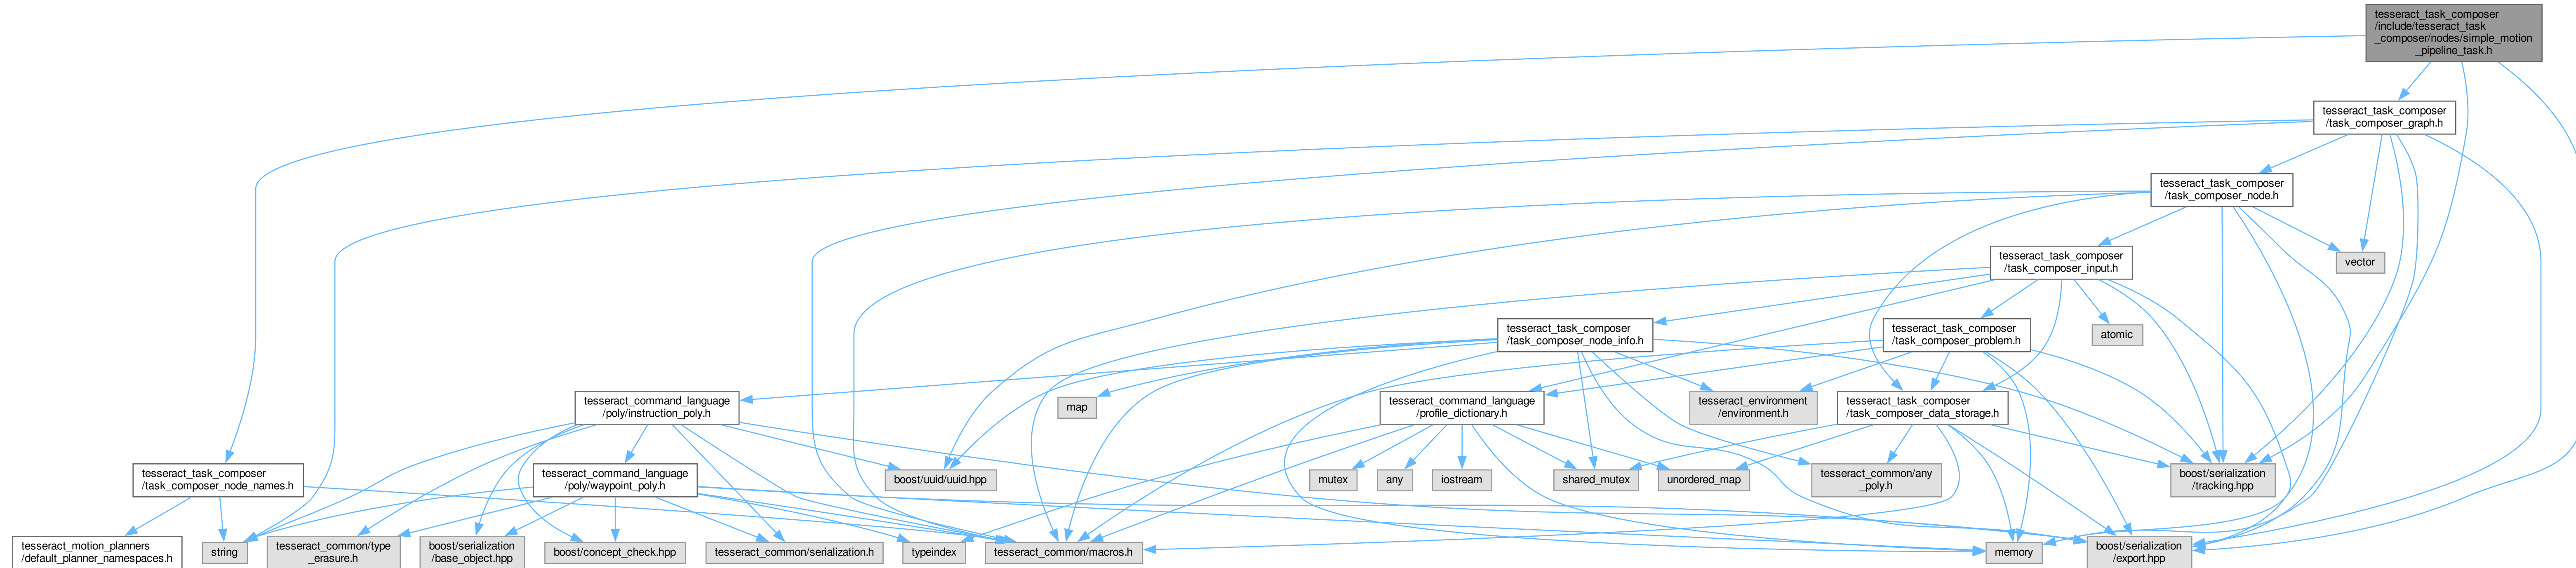 tesseract_task_composer
/include/tesseract_task
_composer/nodes/simple_motion
_pipeline_task.h
tesseract_task_composer
/task_composer_graph.h
tesseract_task_composer
/task_composer_node.h
tesseract_task_composer
/task_composer_input.h
vector
tesseract_task_composer
/task_composer_node_info.h
tesseract_task_composer
/task_composer_problem.h
atomic
tesseract_command_language
/poly/instruction_poly.h
map
tesseract_command_language
/profile_dictionary.h
tesseract_environment
/environment.h
tesseract_task_composer
/task_composer_data_storage.h
tesseract_task_composer
/task_composer_node_names.h
tesseract_command_language
/poly/waypoint_poly.h
boost/uuid/uuid.hpp
mutex
any
iostream
shared_mutex
unordered_map
tesseract_common/any
_poly.h
boost/serialization
/tracking.hpp
tesseract_motion_planners
/default_planner_namespaces.h
string
tesseract_common/type
_erasure.h
boost/serialization
/base_object.hpp
boost/concept_check.hpp
tesseract_common/serialization.h
typeindex
tesseract_common/macros.h
memory
boost/serialization
/export.hpp